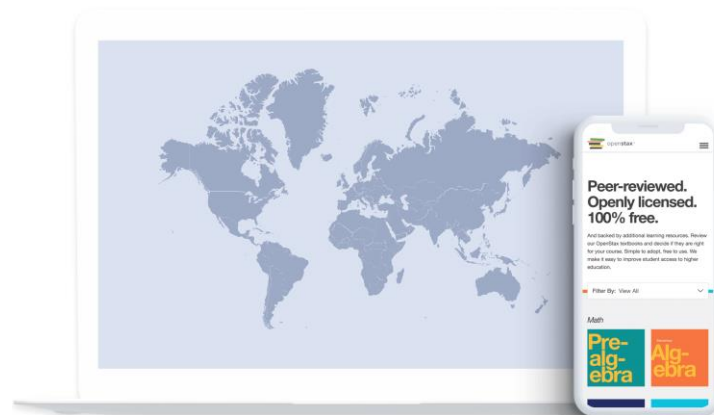 openstax
Peer-reviewed.
Openly licensed.
100% free.
And backed by additional learning resources. Review
our OpenStax textbooks and decide if they are right
for your course. Simple to adopt, free to use. We
make it easy to improve student access to higher
education.
Filter By: View All
Math
Pre-
alg-
ebra
Alg-
ebra